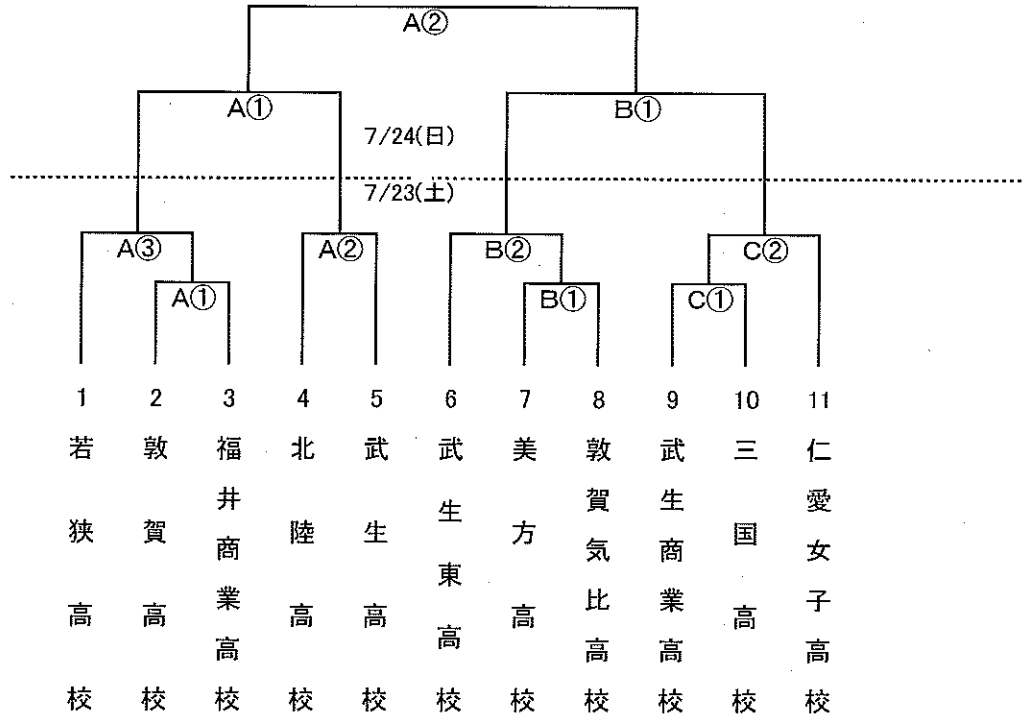 A②
A① B①
7/24(日)
7/23(土)
A③ A② B② C②
A① B① C①
1 2 3 4 5 6 7 8 9 10 11
若狭高校
敦賀高校
福井商業高校
北陸高校
武生高校
武生東高校
美方高校
敦賀気比高校
武生商業高校
三国高校
仁愛女子高校